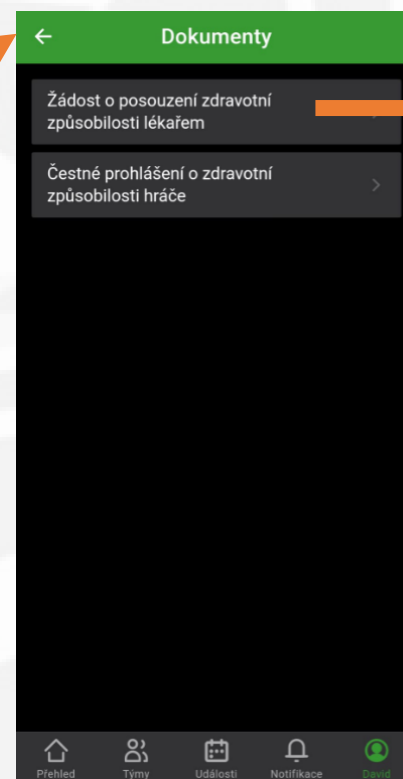 Dokumenty
Žádost o posouzení zdravotní
způsobilosti lékařem
Čestné prohlášení o zdravotní
způsobilosti hráče
Přehled
Týmy
Události
Notifikace
David